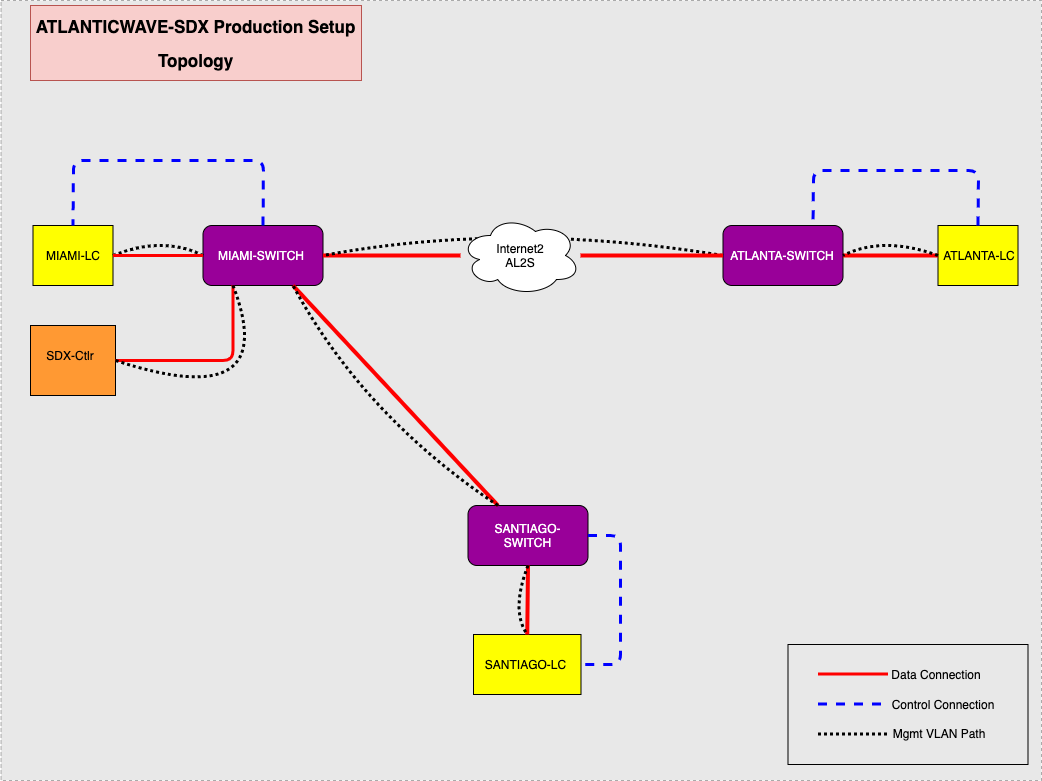 ATLANTICWAVE-SDX Production Setup
Topology
MIAMI-LC
MIAMI-SWITCH
Internet2
AL2S
ATLANTA-SWITCH
ATLANTA-LC
SDX-Ctlr
SANTIAGO-
SWITCH
SANTIAGO-LC
Data Connection
Control Connection
Mgmt VLAN Path